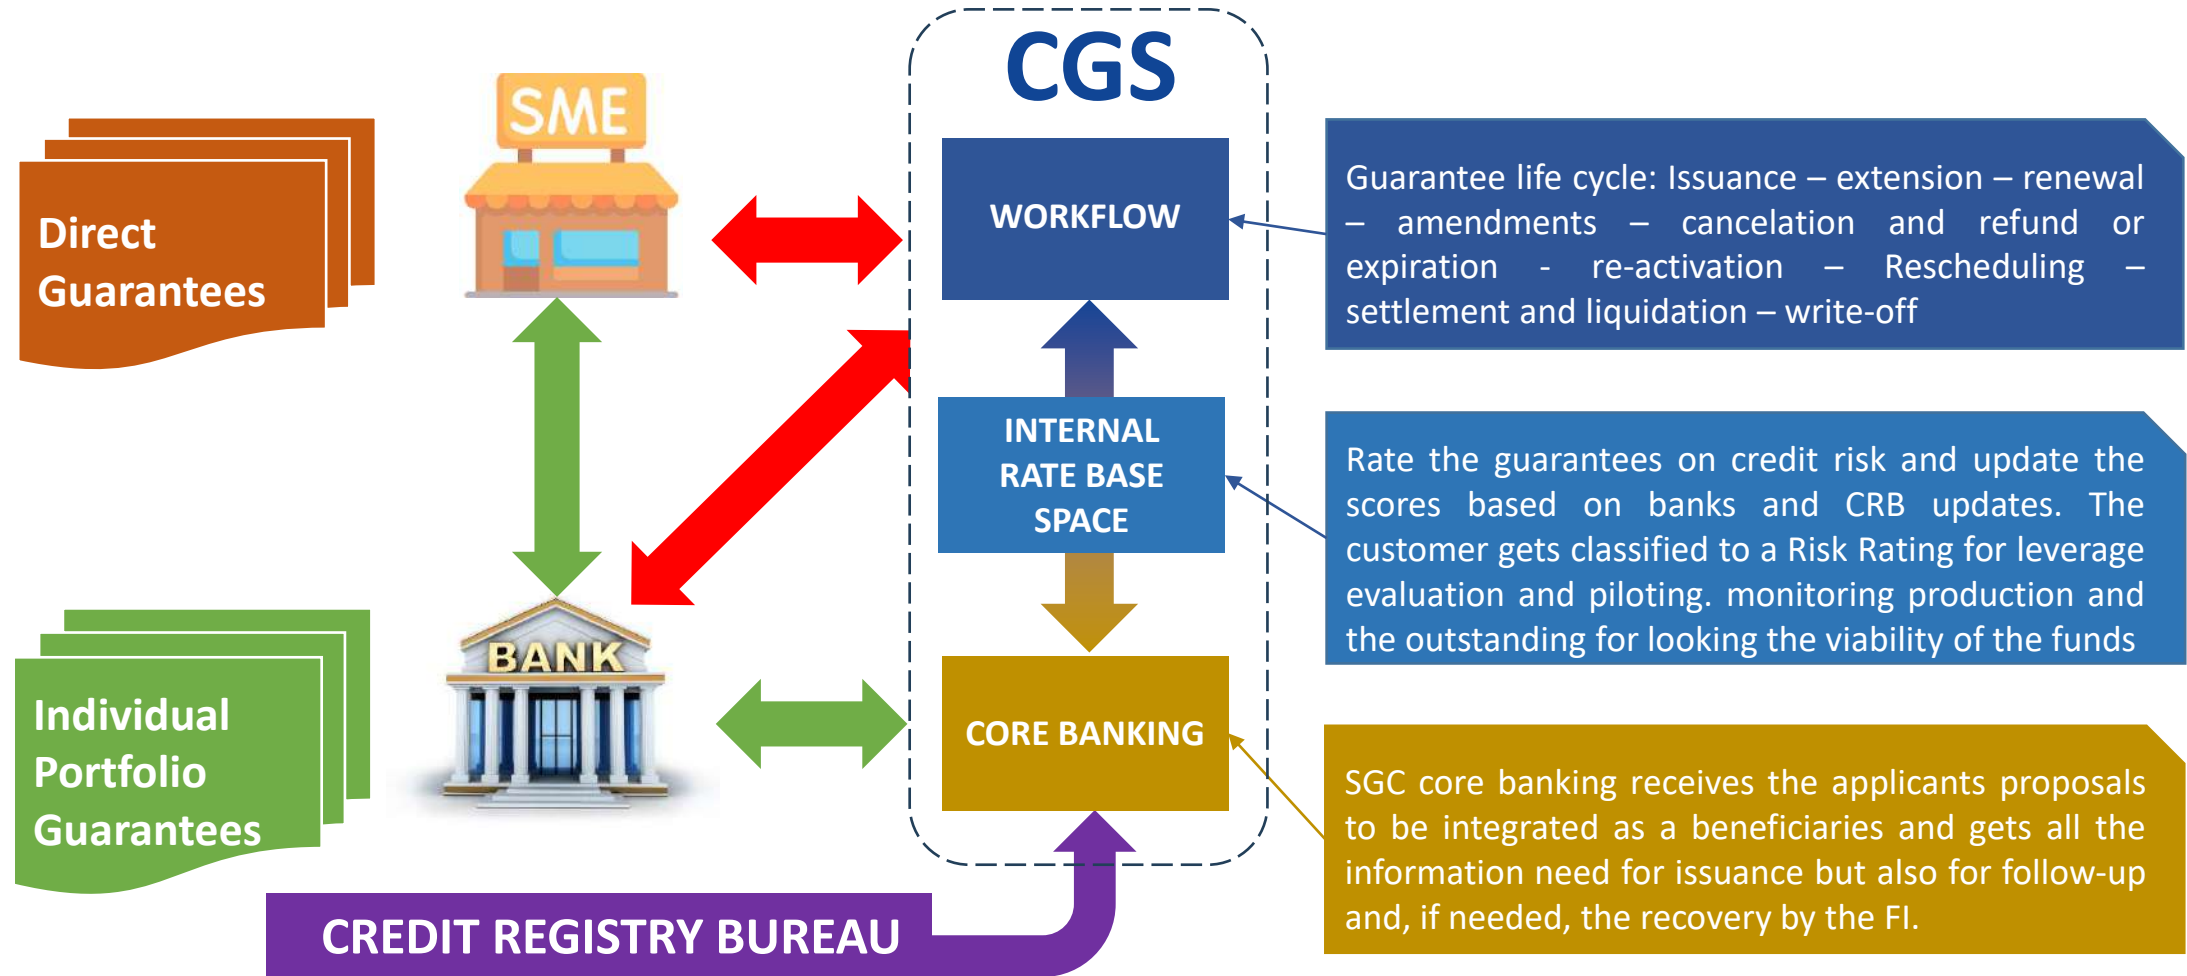 CGS
SME
Direct
Guarantees
WORKFLOW
Guarantee life cycle: Issuance – extension – renewal
– amendments – cancelation and refund or
expiration - re-activation – Rescheduling –
settlement and liquidation – write-off
INTERNAL
RATE BASE
SPACE
Rate the guarantees on credit risk and update the
scores based on banks and CRB updates. The
customer gets classified to a Risk Rating for leverage
evaluation and piloting. monitoring production and
the outstanding for looking the viability of the funds
BANK
Individual
Portfolio
Guarantees
CORE BANKING
SGC core banking receives the applicants proposals
to be integrated as a beneficiaries and gets all the
information need for issuance but also for follow-up
and, if needed, the recovery by the FI.
CREDIT REGISTRY BUREAU